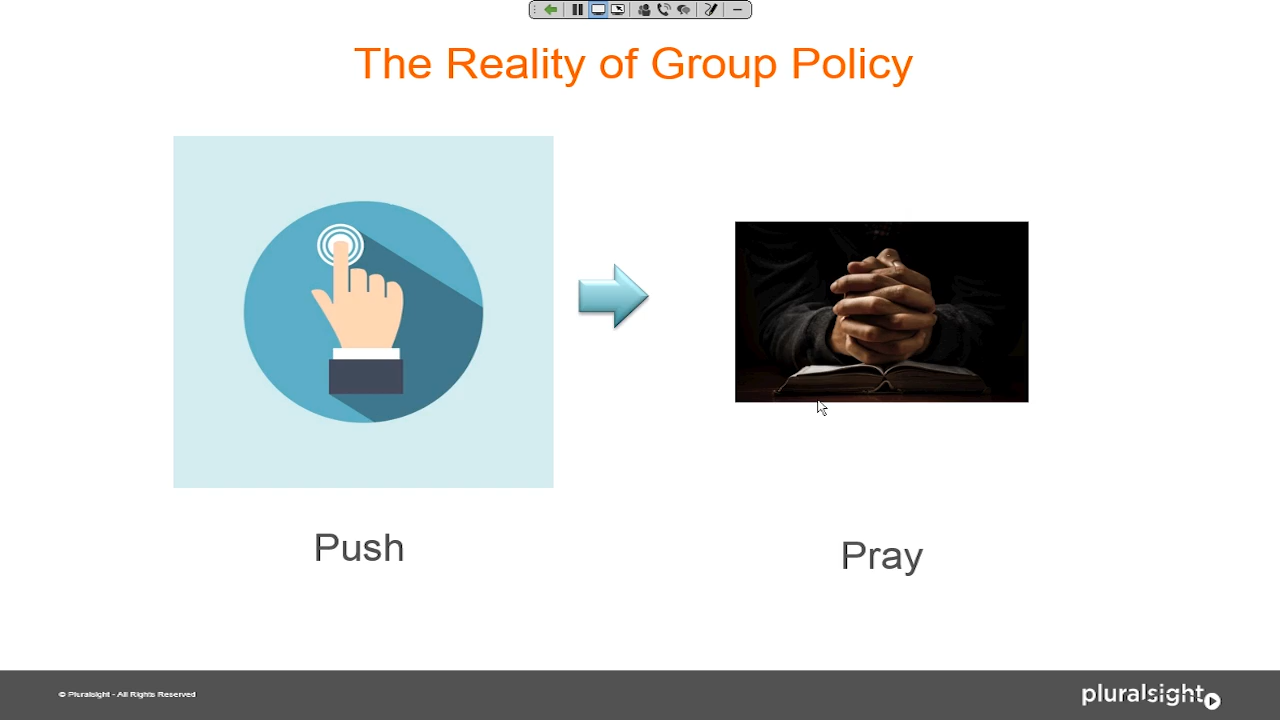 The Reality of Group Policy
Push
Pray
© Pluralsight - All Rights Reserved
pluralsight